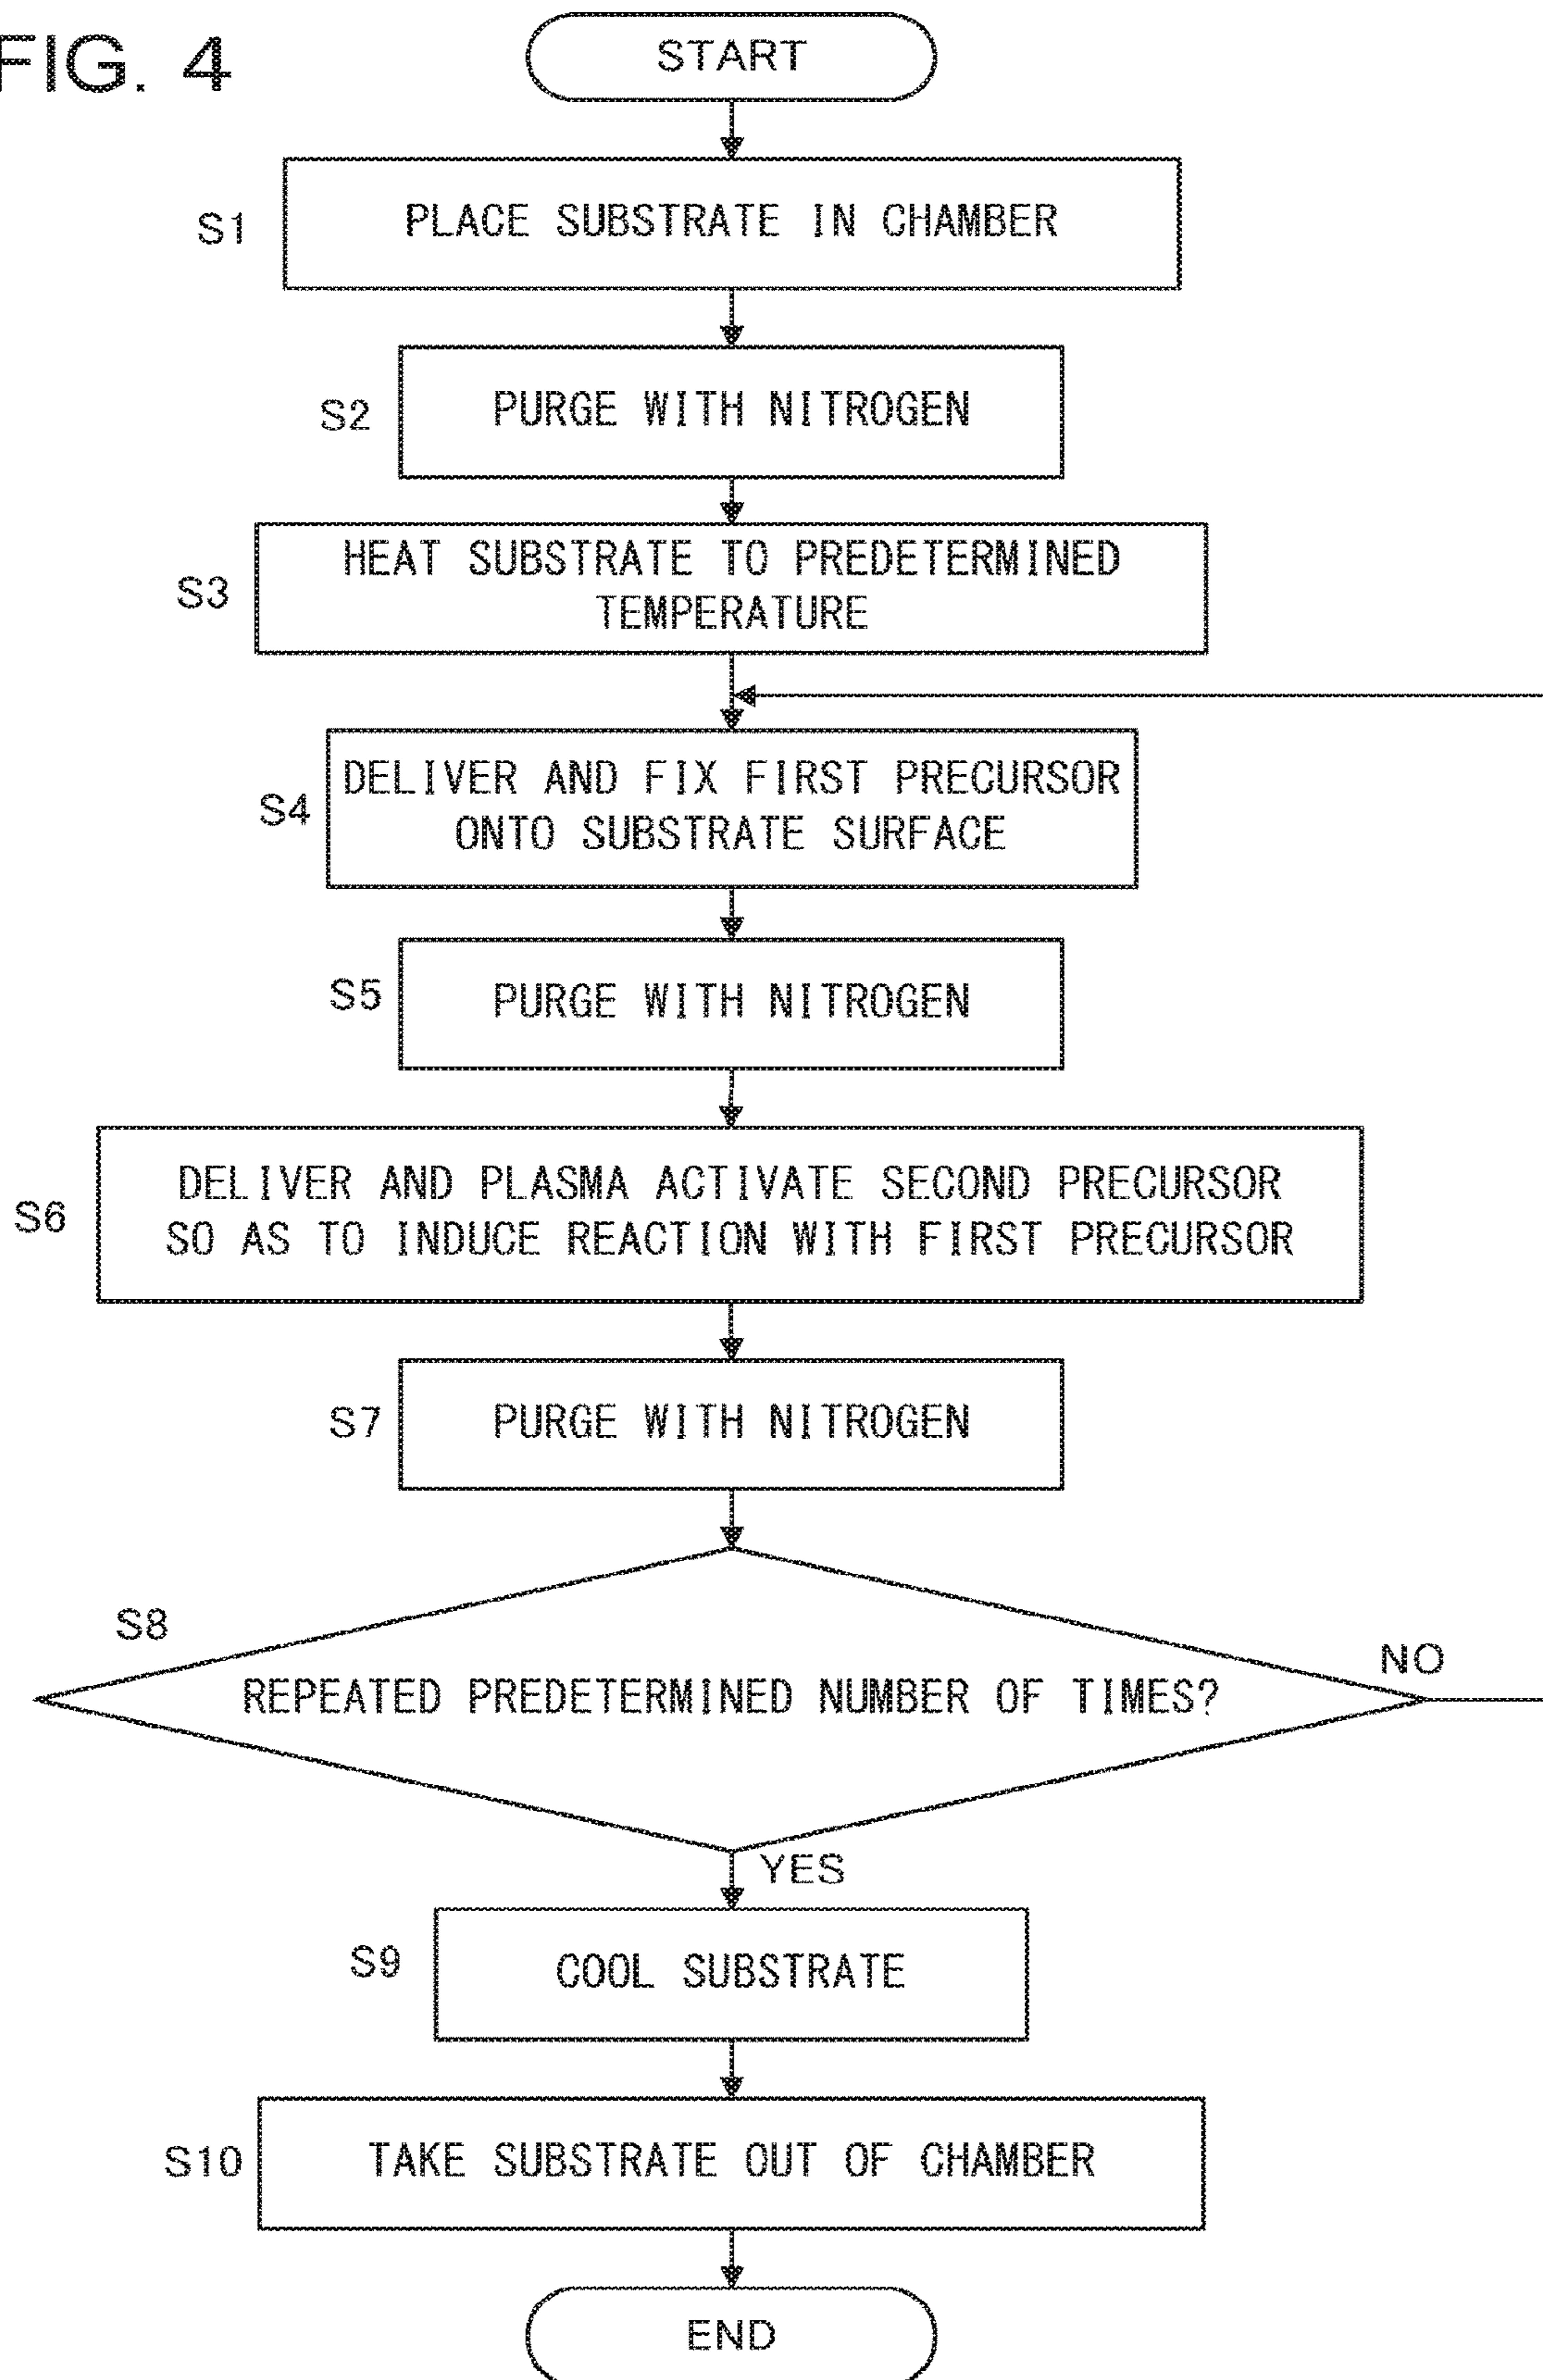 FIG. 4
START
S1
PLACE SUBSTRATE IN CHAMBER
S2
PURGE WITH NITROGEN
S3
HEAT SUBSTRATE TO PREDETERMINED
TEMPERATURE
S4
DELIVER AND FIX FIRST PRECURSOR
ONTO SUBSTRATE SURFACE
S5
PURGE WITH NITROGEN
S6
DELIVER AND PLASMA ACTIVATE SECOND PRECURSOR
SO AS TO INDUCE REACTION WITH FIRST PRECURSOR
S7
PURGE WITH NITROGEN
S8
REPEATED PREDETERMINED NUMBER OF TIMES?
NO
YES
S9
COOL SUBSTRATE
S10
TAKE SUBSTRATE OUT OF CHAMBER
END